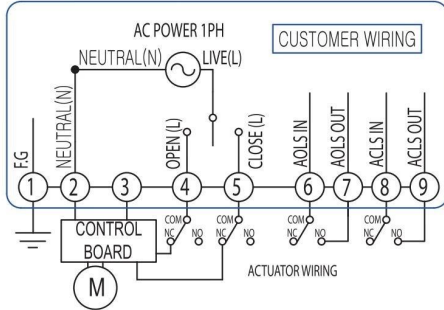 AC POWER 1PH
CUSTOMER WIRING
NEUTRAL(N)
LIVE(L)
F.G
NEUTRAL(N)
OPEN (L)
CLOSE (L)
AOLS IN
AOLS OUT
ACLS IN
ACLS OUT
1 2 3 4 5 6 7 8 9
CONTROL
BOARD
COM
NC NO
COM
NC NO
COM
NC NO
COM
NC NO
ACTUATOR WIRING
M